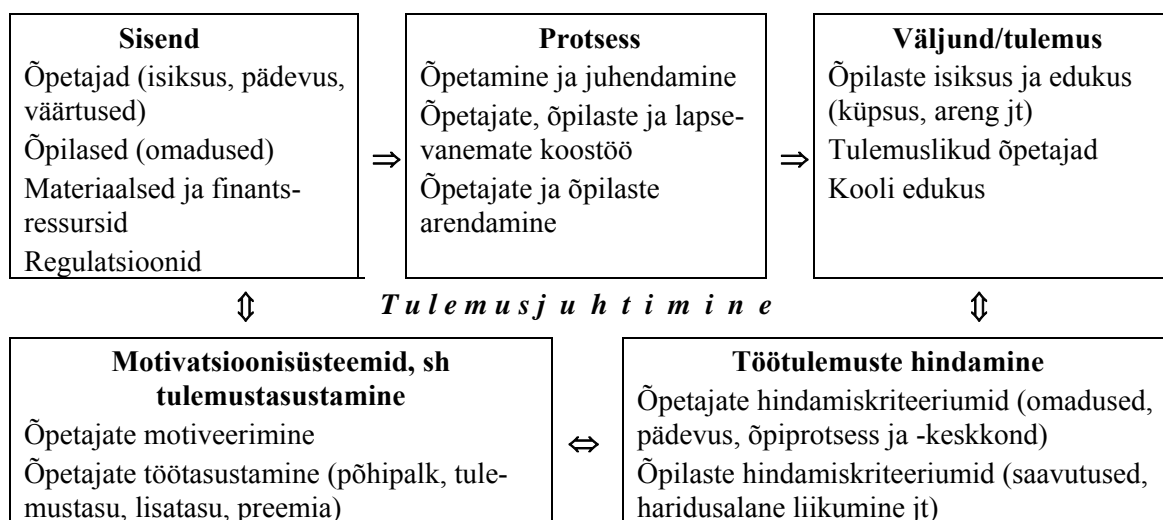 Sisend
Õpetajad (isiksus, pädevus,
väärtused)
Õpilased (omadused)
Materiaalsed ja finants-
ressursid
Regulatsioonid
⇒
Protsess
Õpetamine ja juhendamine
Õpetajate, õpilaste ja lapse-
vanemate koostöö
Õpetajate ja õpilaste
arendamine
⇒
Väljund/tulemus
Õpilaste isiksus ja edukus
(küpsus, areng jt)
Tulemuslikud õpetajad
Kooli edukus
⇕ Tulemusjuhtimine ⇕
Motivatsioonisüsteemid, sh
tulemustasustamine
Õpetajate motiveerimine
Õpetajate töötasustamine (põhipalk, tule-
mustasu, lisatasu, preemia)
⇔
Töötulemuste hindamine
Õpetajate hindamiskriteeriumid (omadused,
pädevus, õpiprotsess ja -keskkond)
Õpilaste hindamiskriteeriumid (saavutused,
haridusalane liikumine jt)